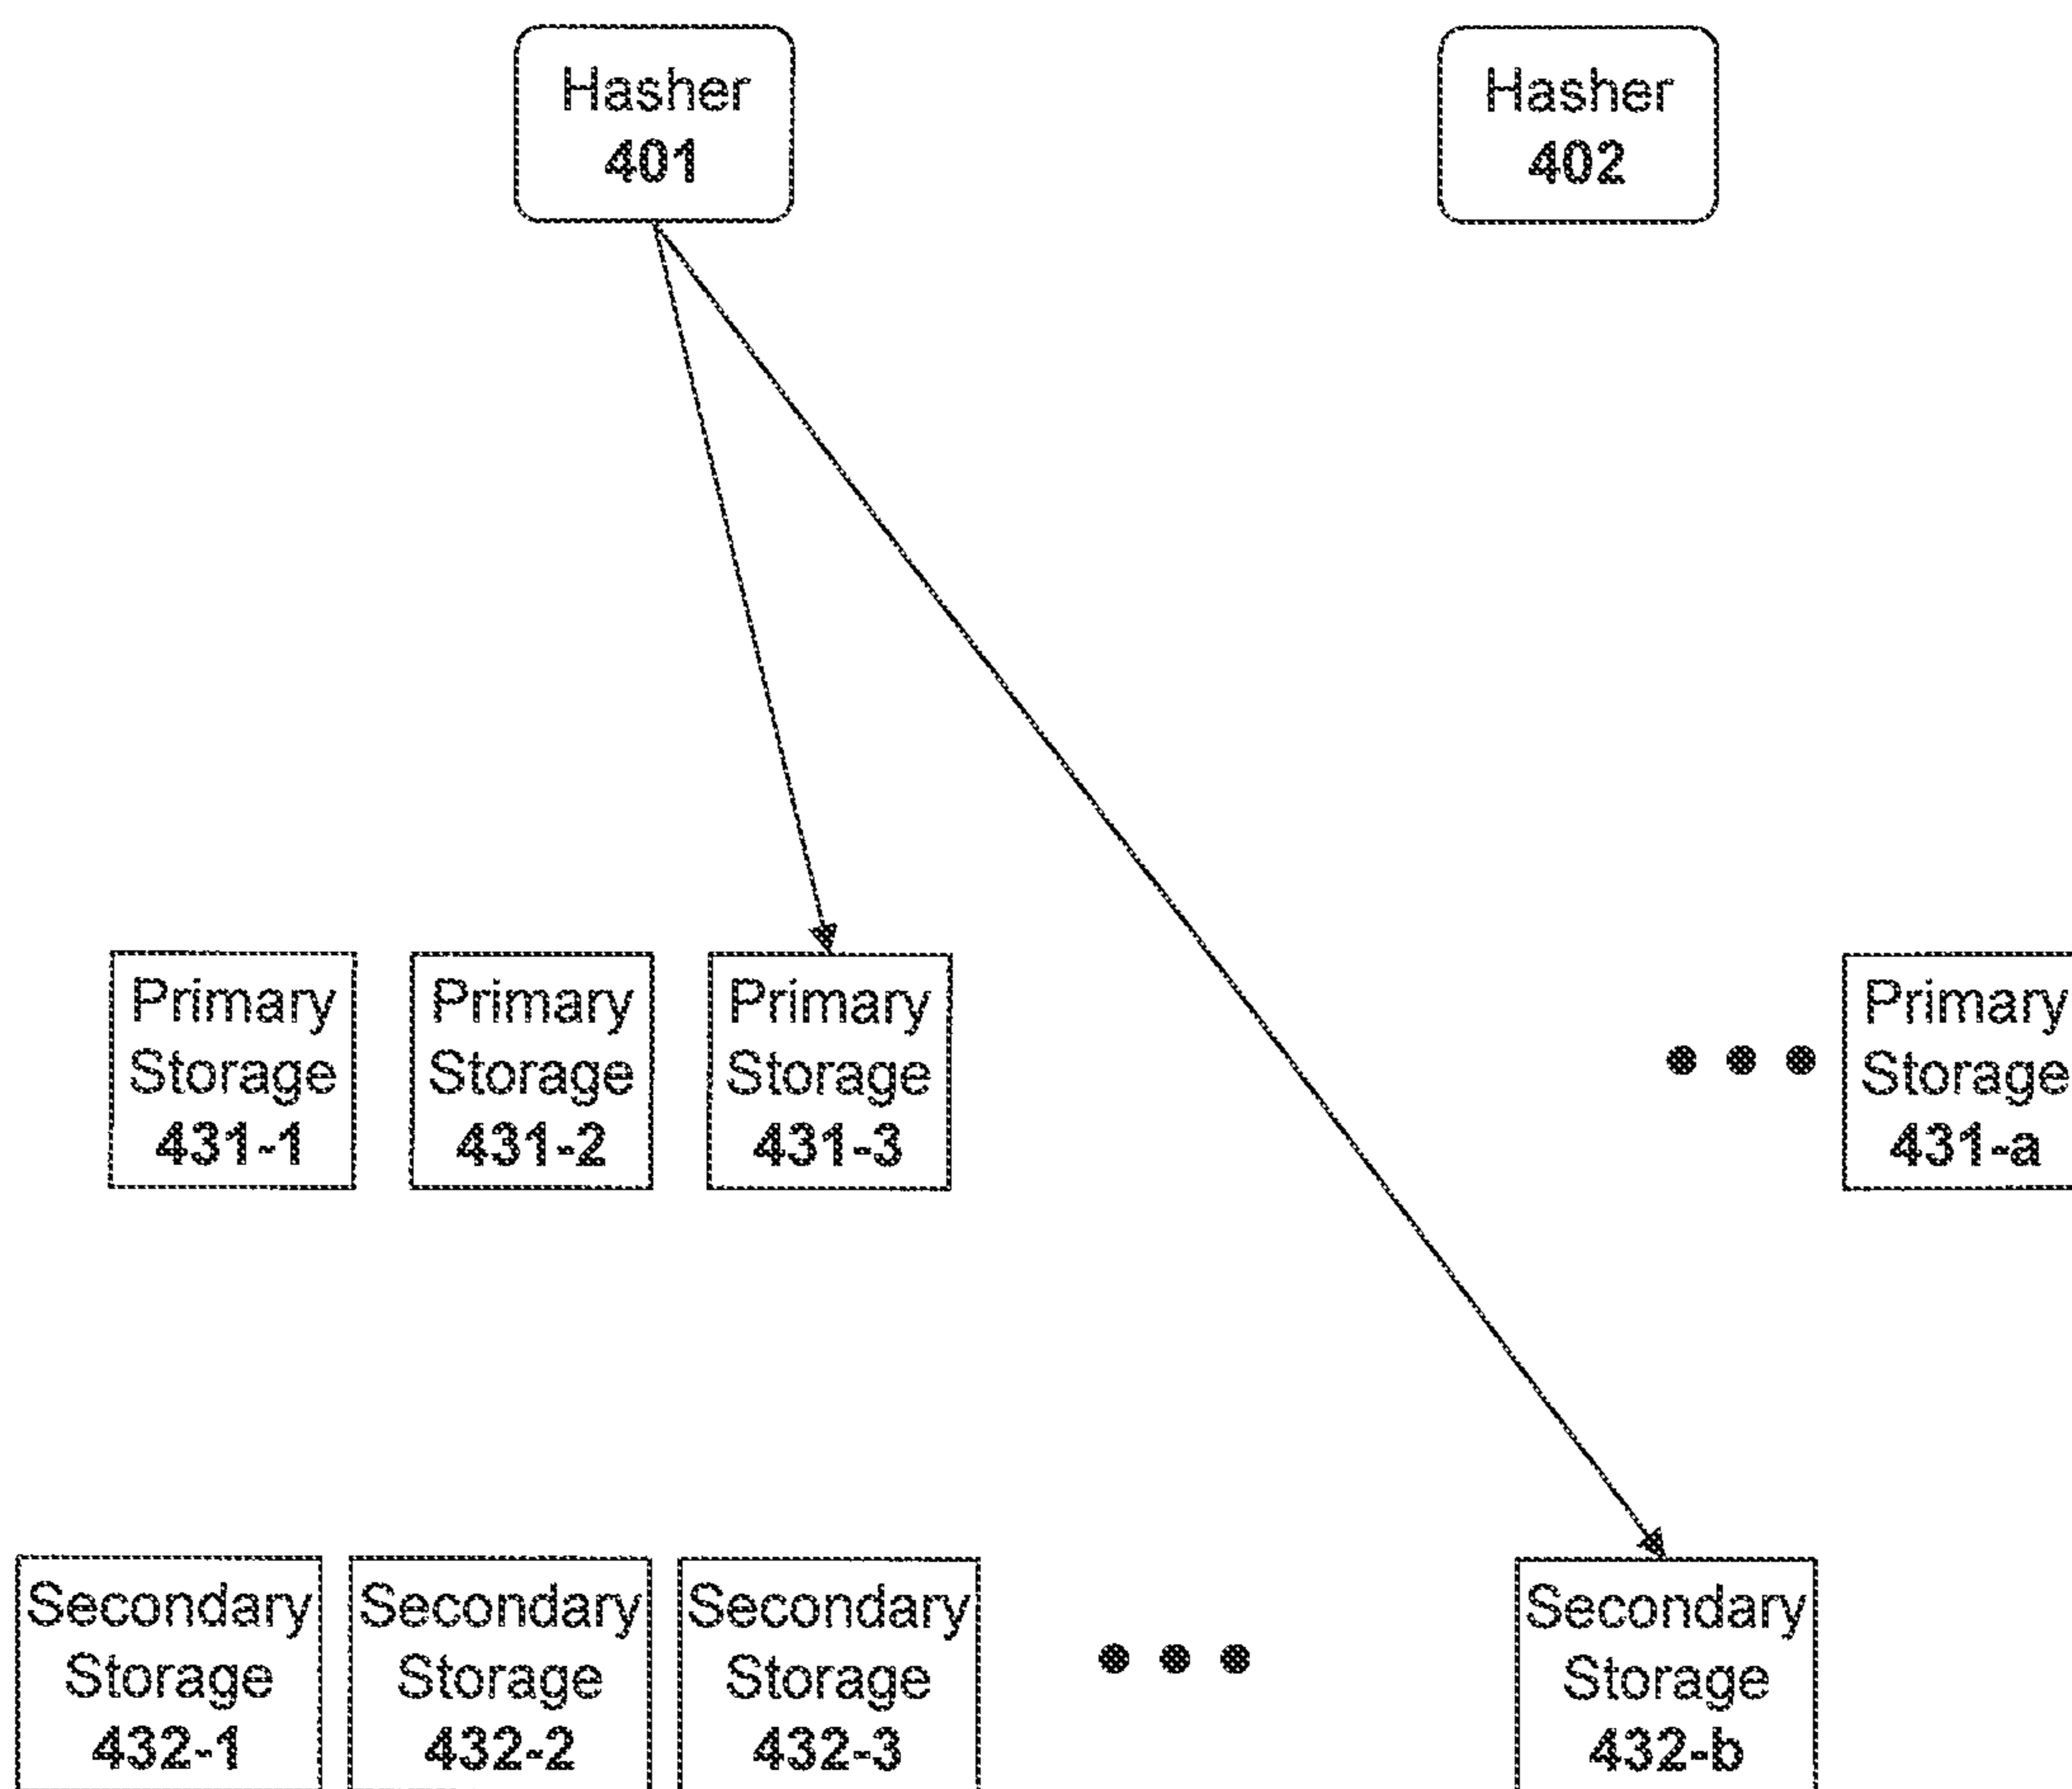 Hasher
401
Hasher
402
Primary
Storage
431-1
Primary
Storage
431-2
Primary
Storage
431-3
Primary
Storage
431-a
Secondary
Storage
432-1
Secondary
Storage
432-2
Secondary
Storage
432-3
Secondary
Storage
432-b